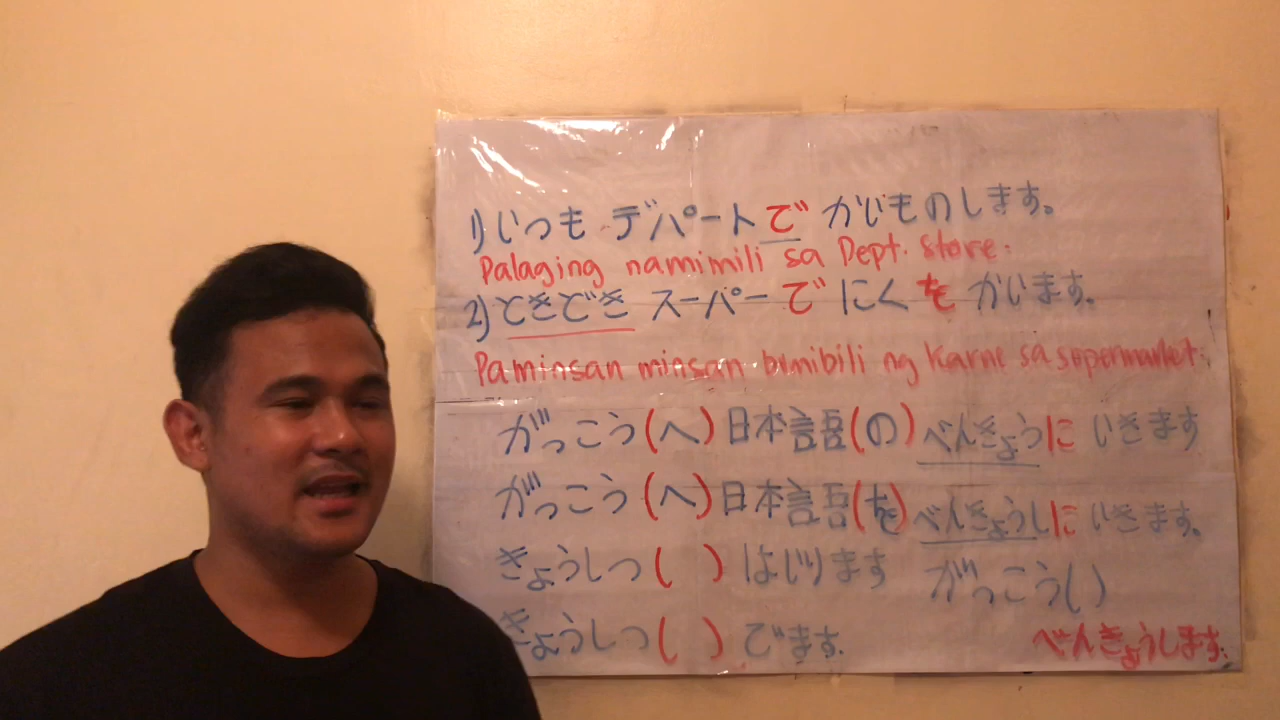 1) いつも デパートで かいものします。
Palaging namimili sa Dept. Store.
2) ときどき スーパーで にくを かいます。
Paminsan minsan bumibili ng karne sa supermarket.
がっこう(へ)日本言吾(の)べんきょうに いきます
がっこう(へ)日本言吾(を)べんきょうしに いきます。
きょうしつ( ) はいります がっこう( )
きょうしつ( ) でます。
べんきょうします。